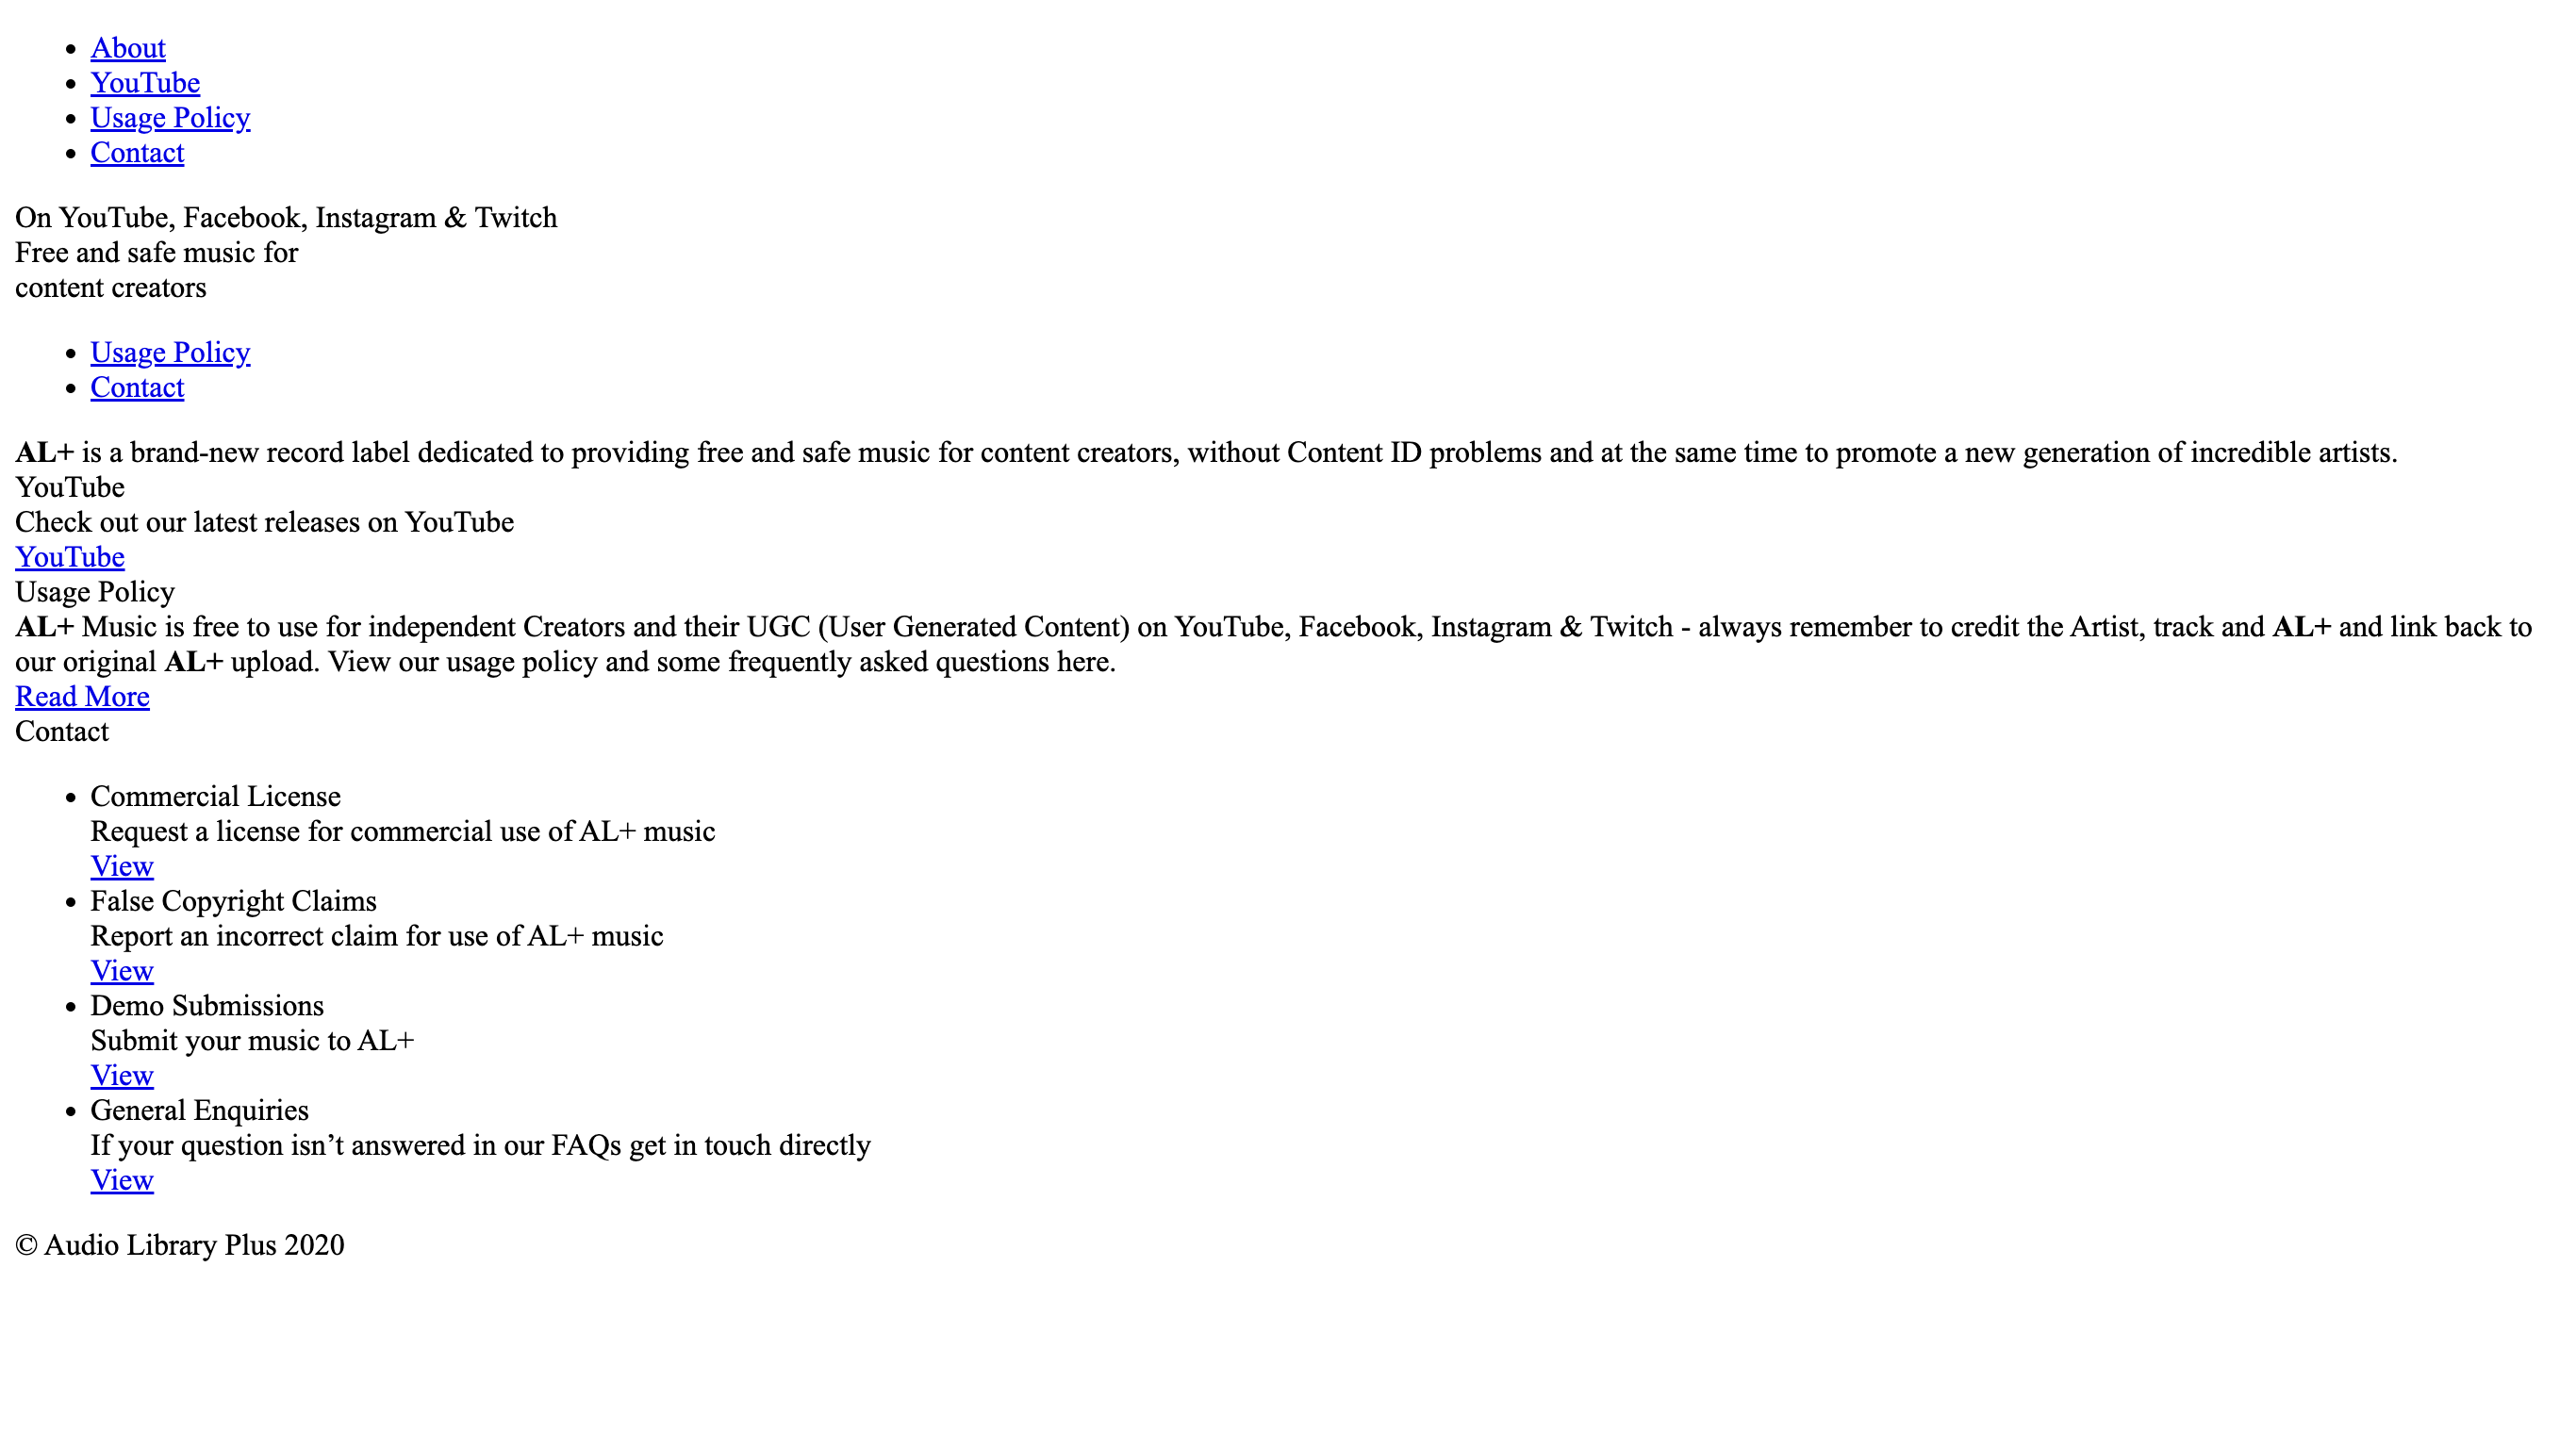 About
YouTube
Usage Policy
Contact
On YouTube, Facebook, Instagram & Twitch
Free and safe music for
content creators
Usage Policy
Contact
AL+ is a brand-new record label dedicated to providing free and safe music for content creators, without Content ID problems and at the same time to promote a new generation of incredible artists.
YouTube
Check out our latest releases on YouTube
YouTube
Usage Policy
AL+ Music is free to use for independent Creators and their UGC (User Generated Content) on YouTube, Facebook, Instagram & Twitch - always remember to credit the Artist, track and AL+ and link back to
our original AL+ upload. View our usage policy and some frequently asked questions here.
Read More
Contact
Commercial License
Request a license for commercial use of AL+ music
View
False Copyright Claims
Report an incorrect claim for use of AL+ music
View
Demo Submissions
Submit your music to AL+
View
General Enquiries
If your question isn’t answered in our FAQs get in touch directly
View
© Audio Library Plus 2020